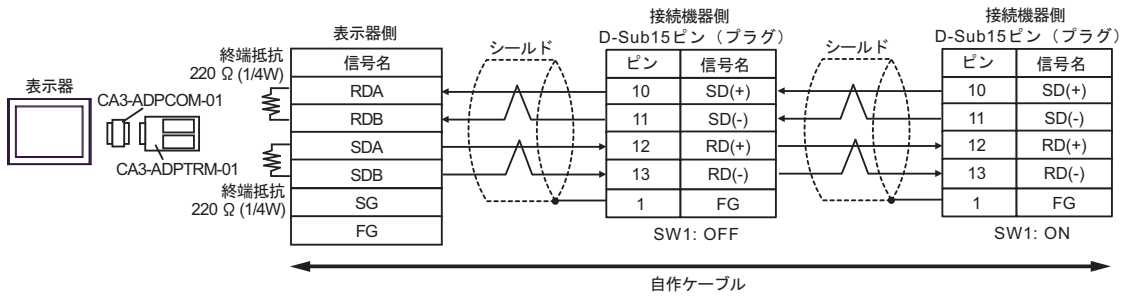 表示器
CA3-ADPCOM-01
CA3-ADPTRM-01
終端抵抗
220 Ω (1/4W)
終端抵抗
220 Ω (1/4W)
表示器側
信号名
RDA
RDB
SDA
SDB
SG
FG
シールド
接続機器側
D-Sub15ピン（プラグ）
ピン 信号名
10 SD(+)
11 SD(-)
12 RD(+)
13 RD(-)
1 FG
SW1: OFF
シールド
接続機器側
D-Sub15ピン（プラグ）
ピン 信号名
10 SD(+)
11 SD(-)
12 RD(+)
13 RD(-)
1 FG
SW1: ON
自作ケーブル